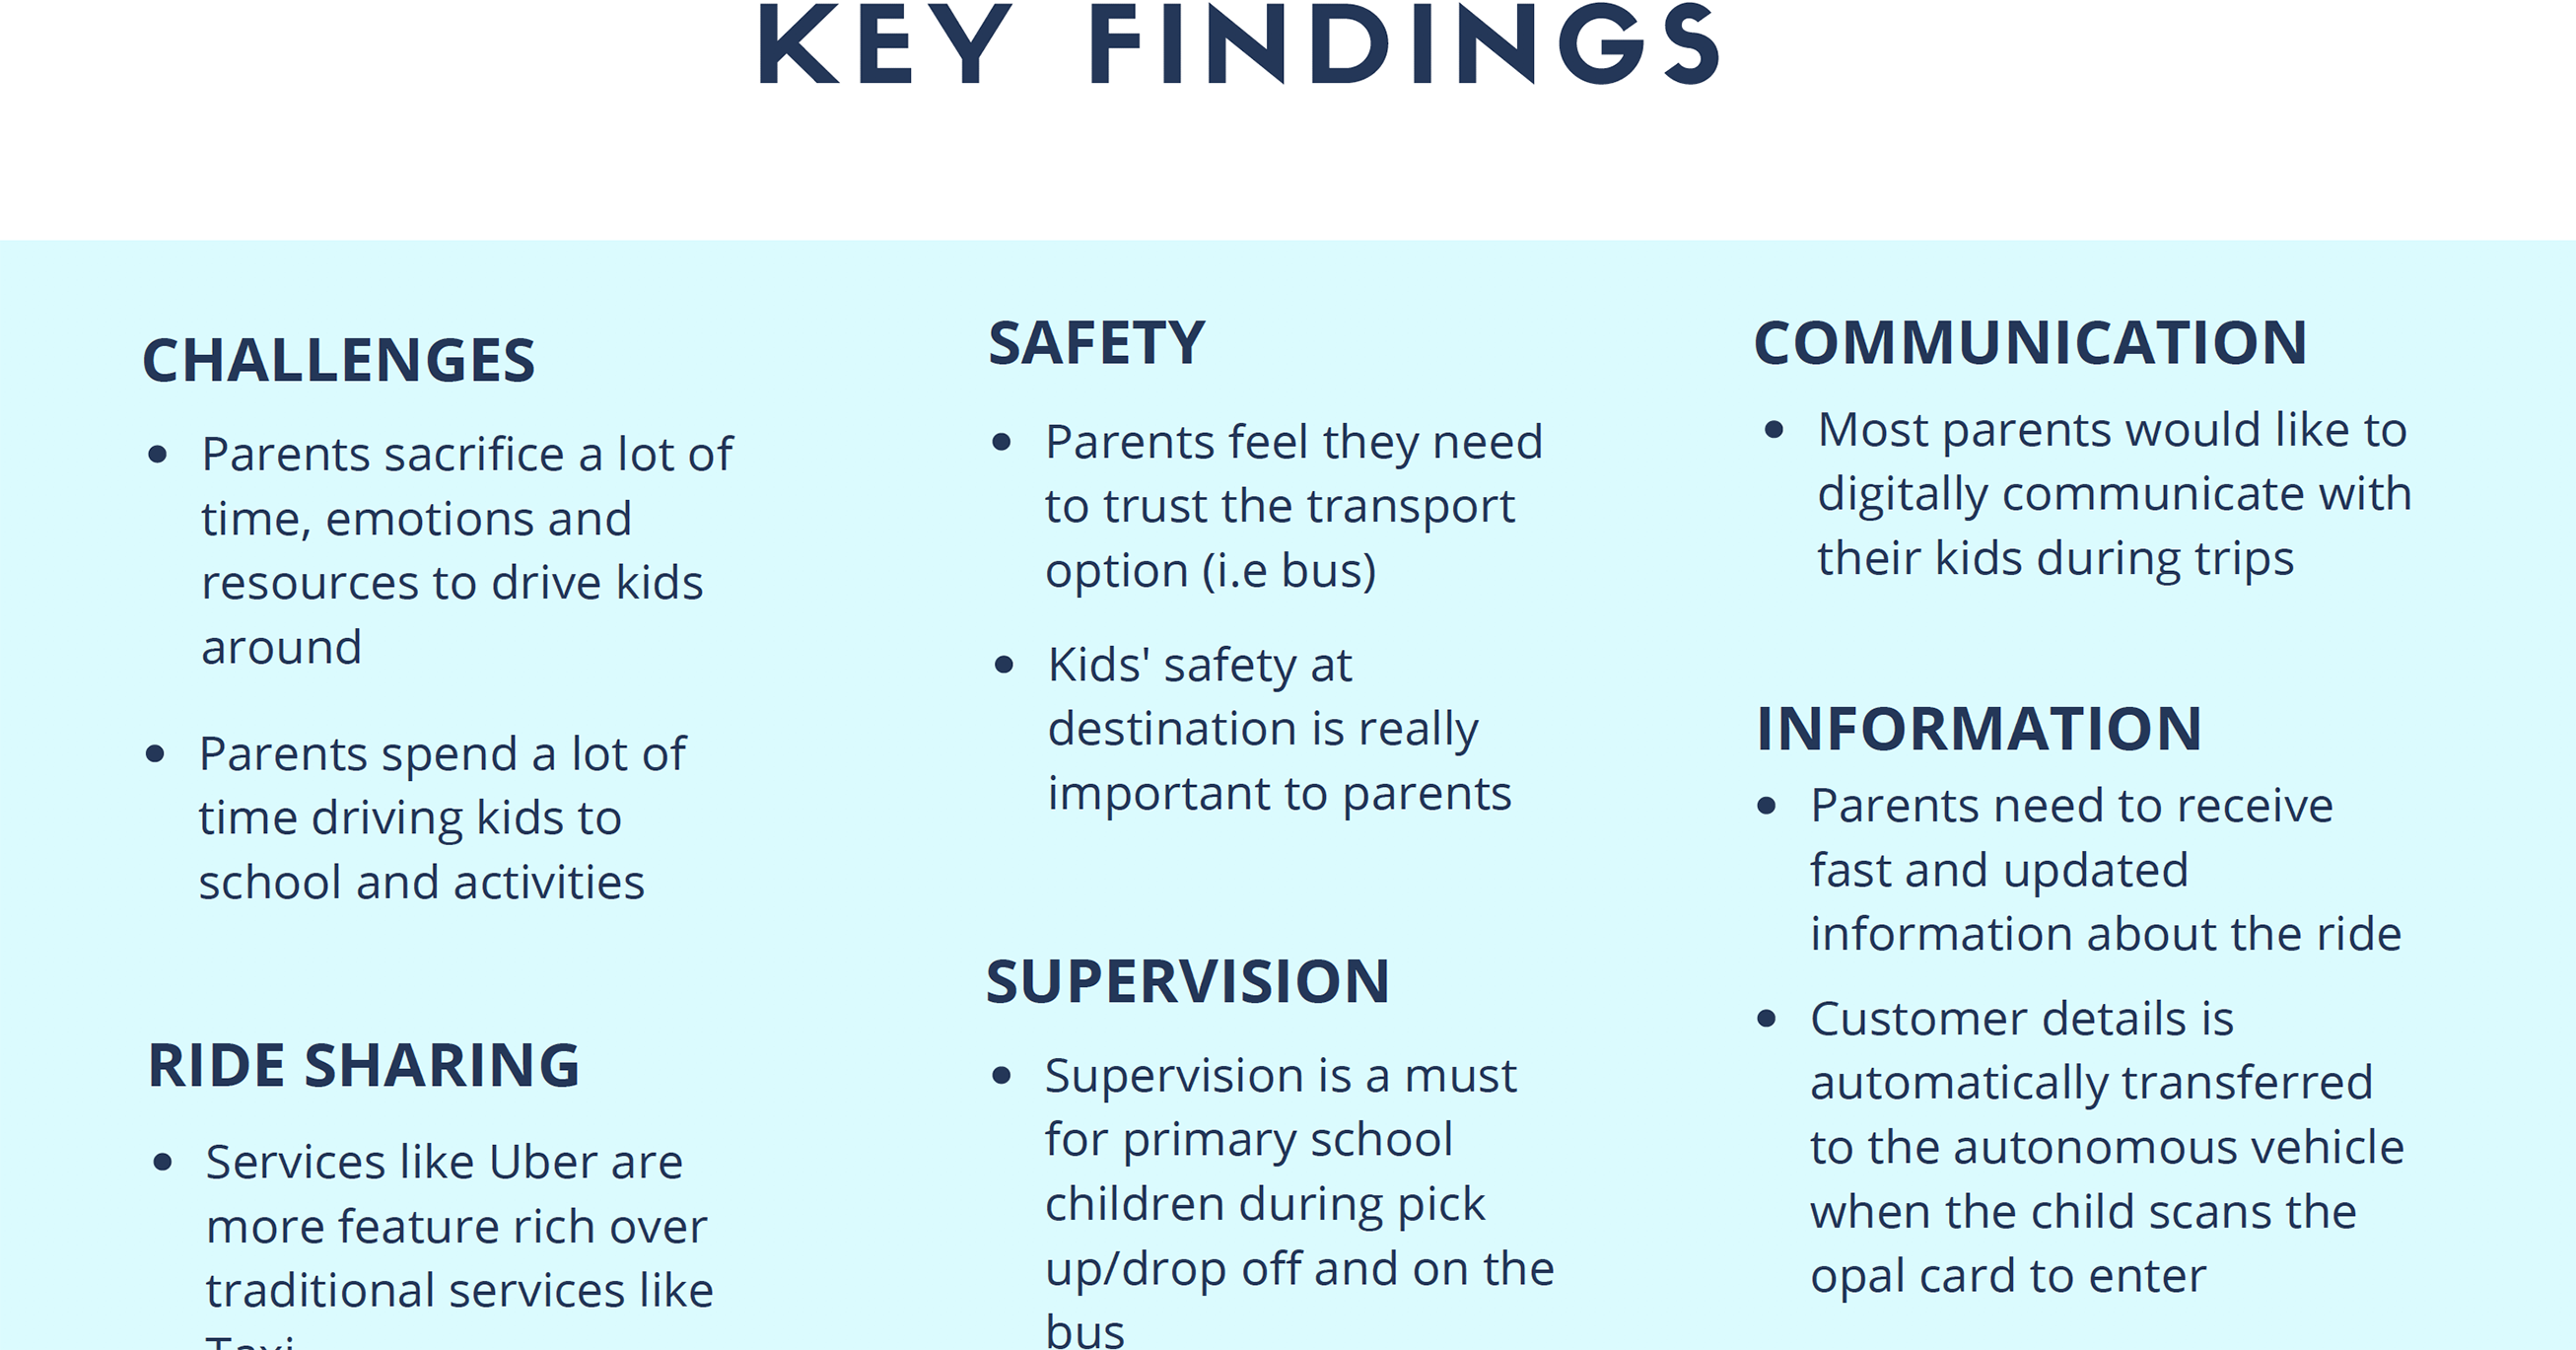 KEY FINDINGS
CHALLENGES
• Parents sacrifice a lot of
time, emotions and
resources to drive kids
around
• Parents spend a lot of
time driving kids to
school and activities
RIDE SHARING
• Services like Uber are
more feature rich over
traditional services like
Taxi
SAFETY
• Parents feel they need
to trust the transport
option (i.e bus)
• Kids' safety at
destination is really
important to parents
SUPERVISION
• Supervision is a must
for primary school
children during pick
up/drop off and on the
bus
COMMUNICATION
• Most parents would like to
digitally communicate with
their kids during trips
INFORMATION
• Parents need to receive
fast and updated
information about the ride
• Customer details is
automatically transferred
to the autonomous vehicle
when the child scans the
opal card to enter